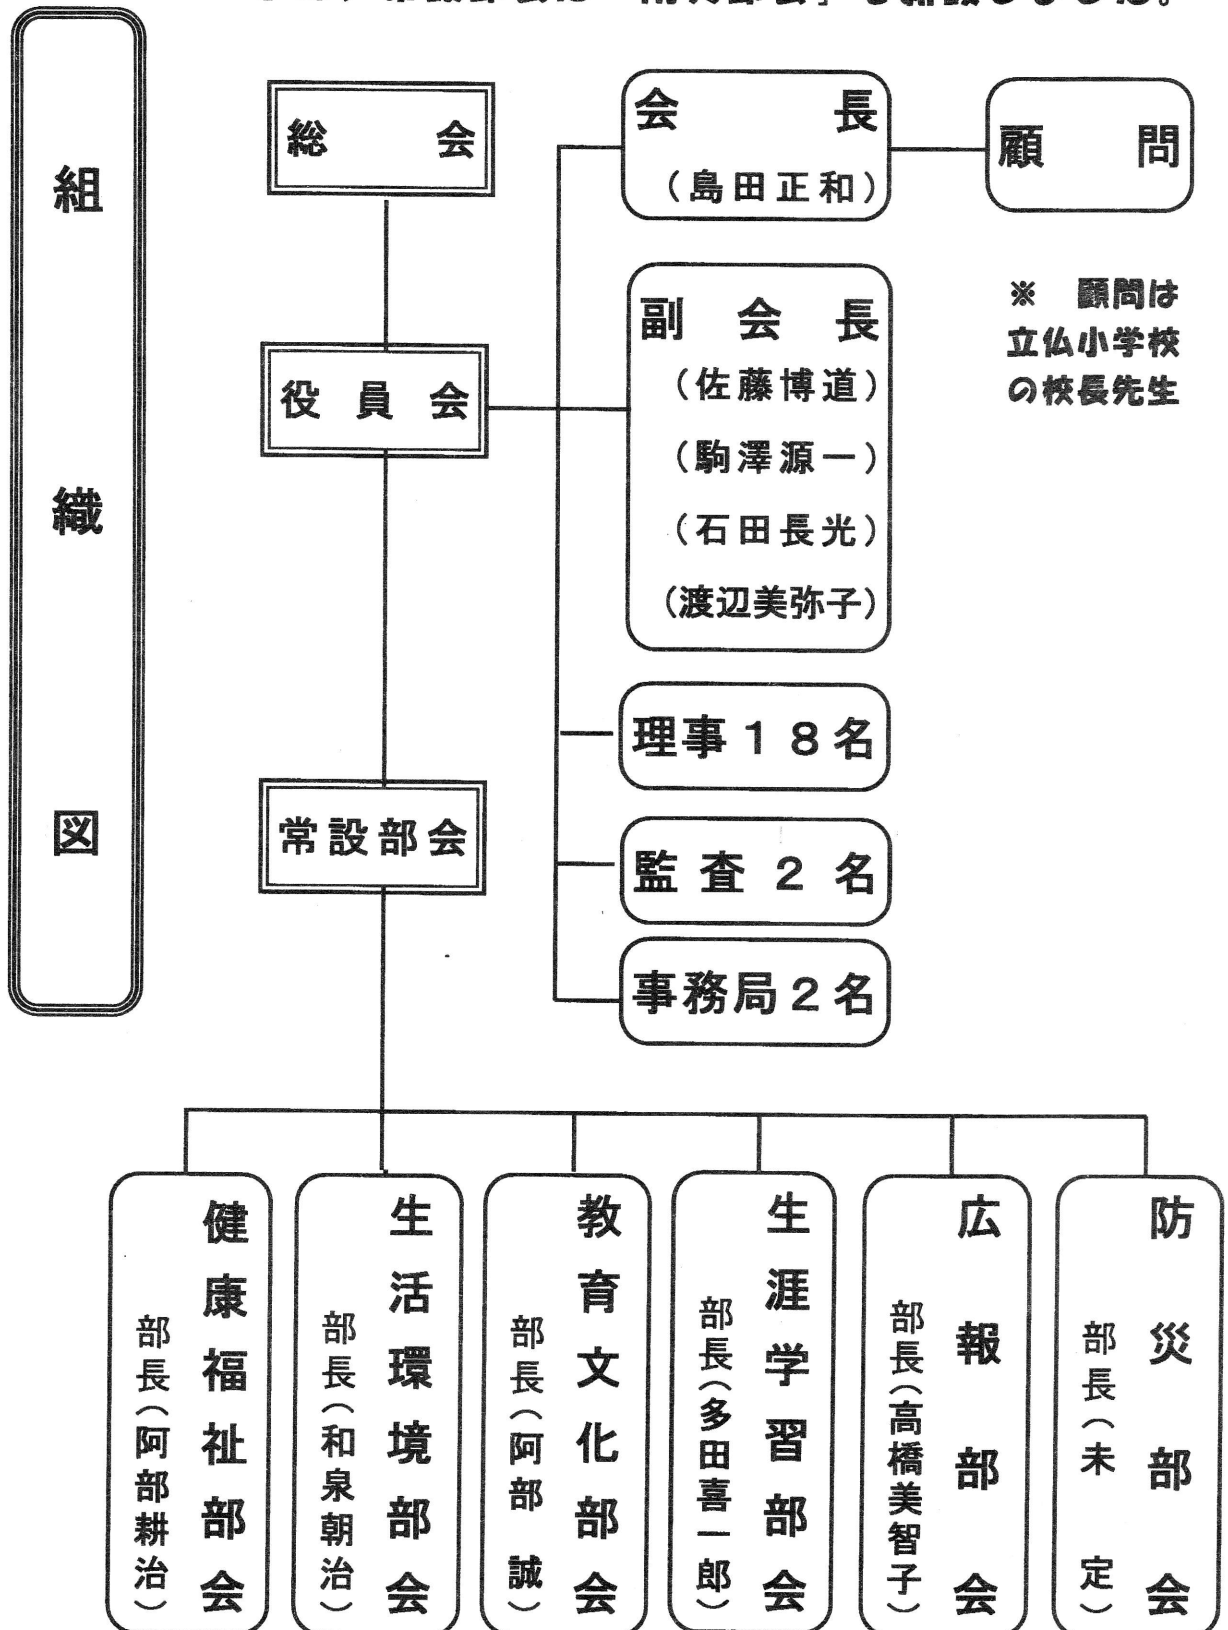 組織図
総会
会長
（島田正和）
顧問
※　顧問は
立仏小学校
の校長先生
役員会
副会長
（佐藤博道）
（駒澤源一）
（石田長光）
（渡辺美弥子）
理事１８名
監査２名
事務局２名
常設部会
健康福祉部会
部長（阿部耕治）
生活環境部会
部長（和泉朝治）
教育文化部会
部長（阿部　誠）
生涯学習部会
部長（多田喜一郎）
広報部会
部長（高橋美智子）
防災部会
部長（未　定）